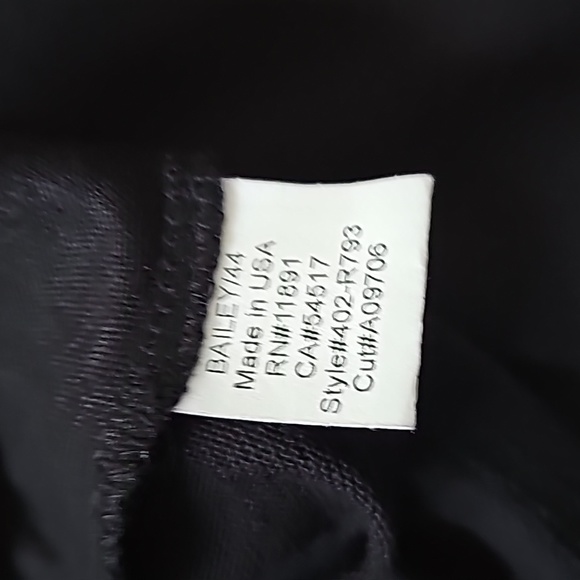 BAILEY/44
Made in USA
RN#11891
CA#54517
Style#402-R793
Cut#A09706